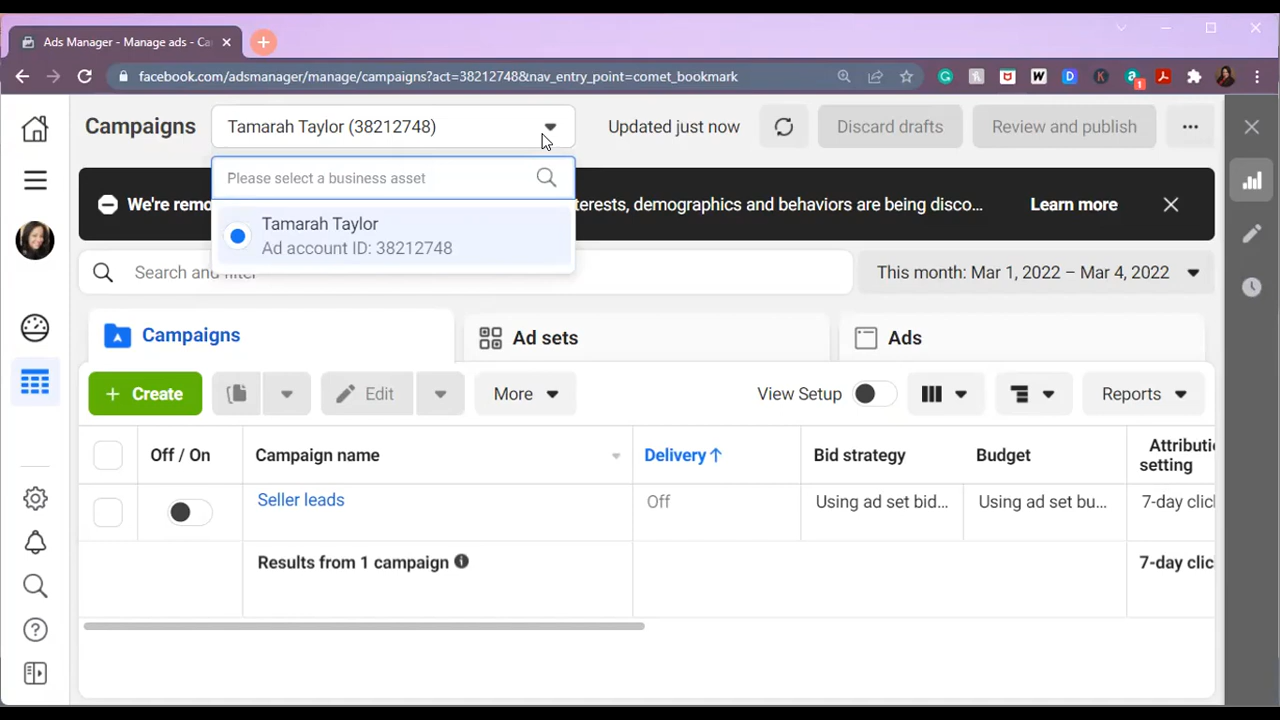 Ads Manager - Manage ads - Ca
facebook.com/adsmanager/manage/campaigns?act=38212748&nav_entry_point=comet_bookmark
Campaigns
Tamarah Taylor (38212748)
Updated just now
Discard drafts
Review and publish
Please select a business asset
We're remo
terests, demographics and behaviors are being disco...
Learn more
Tamarah Taylor
Ad account ID: 38212748
Search and filter
This month: Mar 1, 2022 – Mar 4, 2022
Campaigns
Ad sets
Ads
+ Create
Edit
More
View Setup
Reports
Off / On
Campaign name
Delivery↑
Bid strategy
Budget
Attributi
setting
Seller leads
Off
Using ad set bid...
Using ad set bu...
7-day click
Results from 1 campaign
7-day clic